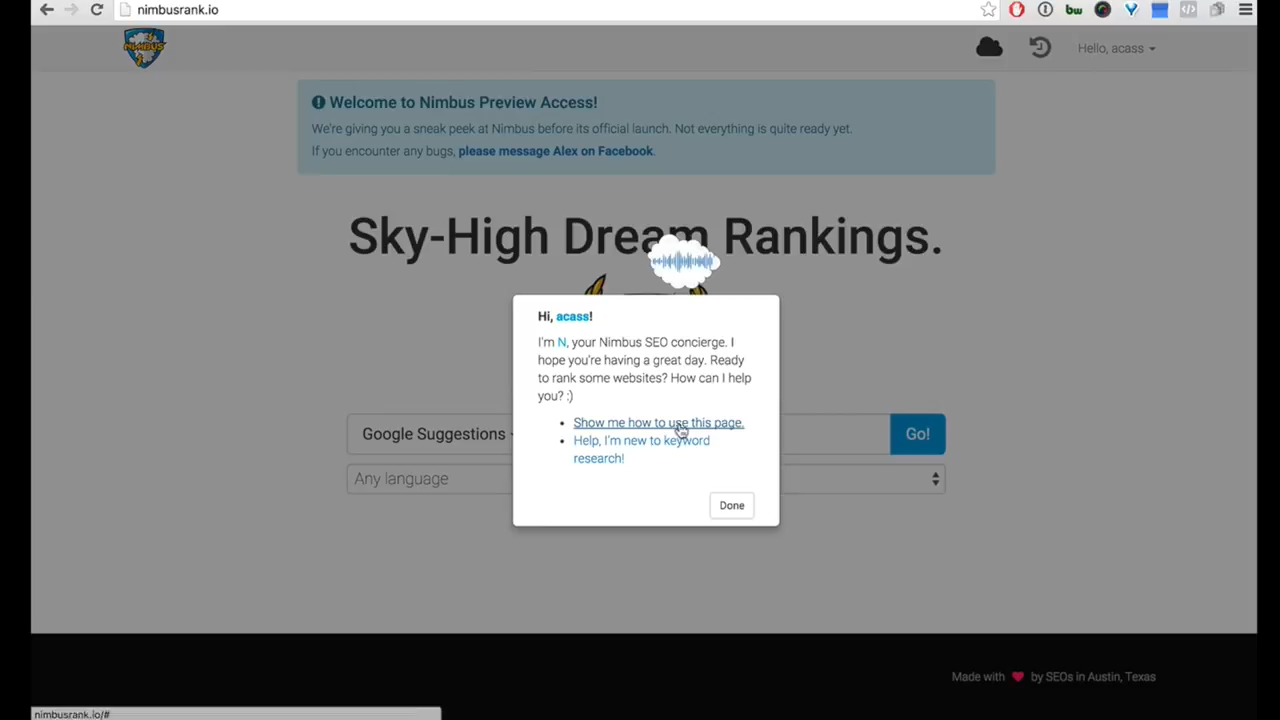 nimbusrank.io
NIMBUS
Hello, acass
Welcome to Nimbus Preview Access!
We're giving you a sneak peek at Nimbus before its official launch. Not everything is quite ready yet.
If you encounter any bugs, please message Alex on Facebook.
Sky-High Dream Rankings.
Hi, acass!
I'm N, your Nimbus SEO concierge. I
hope you're having a great day. Ready
to rank some websites? How can I help
you? :)
Show me how to use this page.
Help, I'm new to keyword
research!
Done
Google Suggestions
Go!
Any language
Made with ♥ by SEOs in Austin, Texas
nimbusrank.io/#